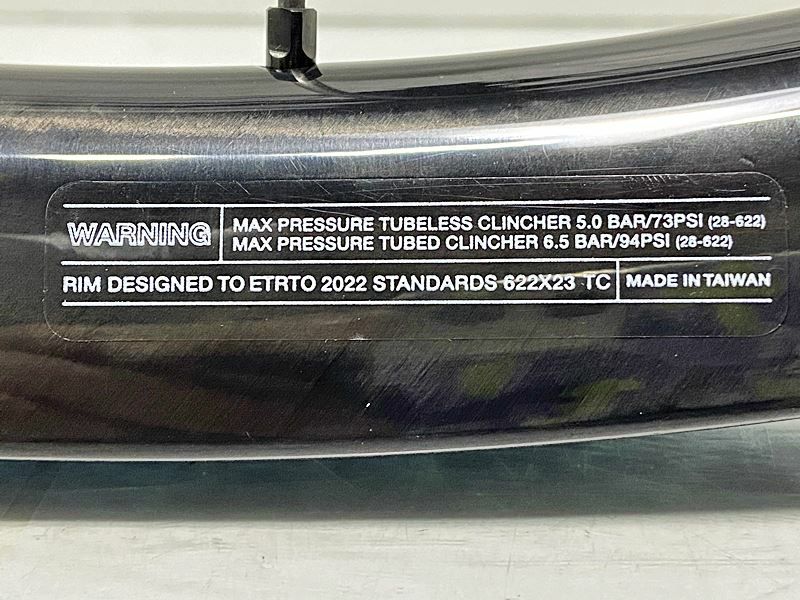 WARNING
MAX PRESSURE TUBELESS CLINCHER 5.0 BAR/73PSI (28-622)
MAX PRESSURE TUBED CLINCHER 6.5 BAR/94PSI (28-622)
RIM DESIGNED TO ETRTO 2022 STANDARDS 622X23 TC
MADE IN TAIWAN